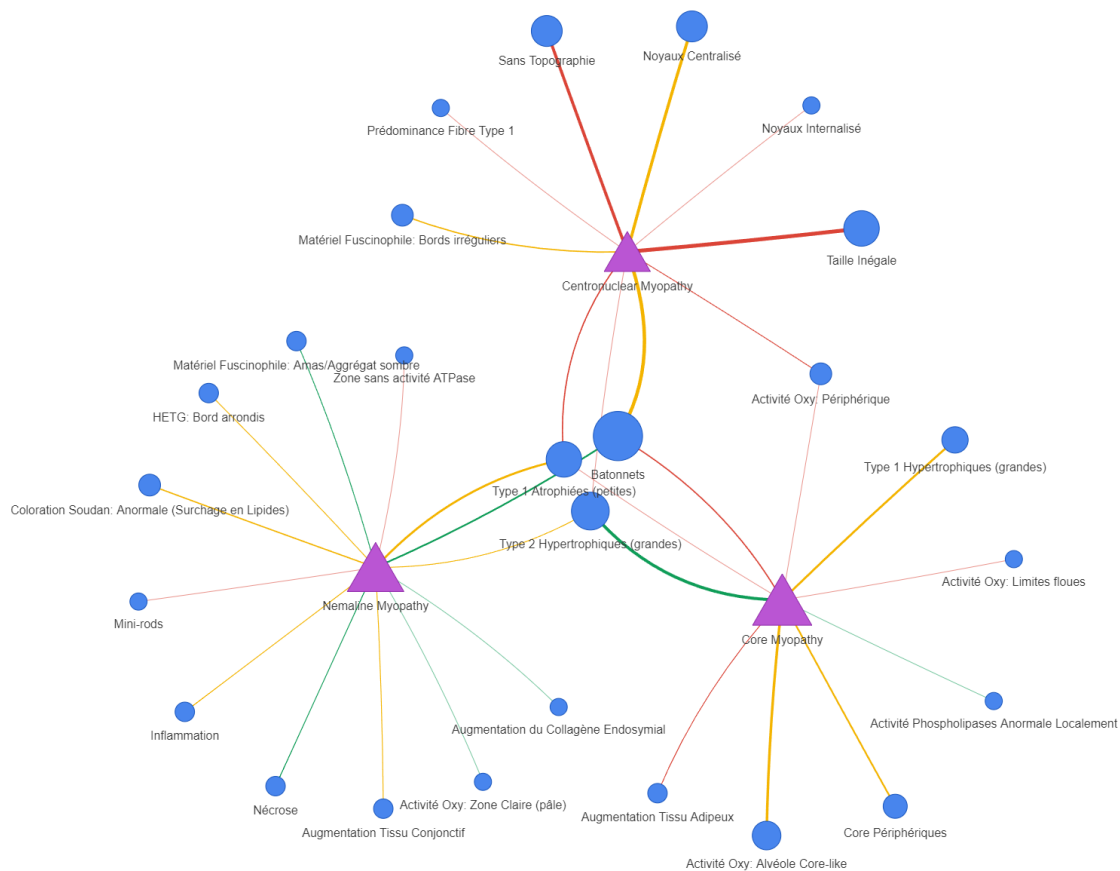 Sans Topographie
Noyaux Centralisé
Prédominance Fibre Type 1
Noyaux Internalisé
Matériel Fuscinophile: Bords irréguliers
Taille Inégale
Centronuclear Myopathy
Matériel Fuscinophile: Amas/Aggrégat sombre
Zone sans activité ATPase
Activité Oxy: Périphérique
HETG: Bord arrondis
Type 1 Hypertrophiques (grandes)
Batonnets
Type 1 Atrophiées (petites)
Coloration Soudan: Anormale (Surchage en Lipides)
Type 2 Hypertrophiques (grandes)
Activité Oxy: Limites floues
Nemaline Myopathy
Mini-rods
Core Myopathy
Activité Phospholipases Anormale Localement
Augmentation du Collagène Endosymial
Inflammation
Activité Oxy: Zone Claire (pâle)
Nécrose
Augmentation Tissu Adipeux
Augmentation Tissu Conjonctif
Core Périphériques
Activité Oxy: Alvéole Core-like